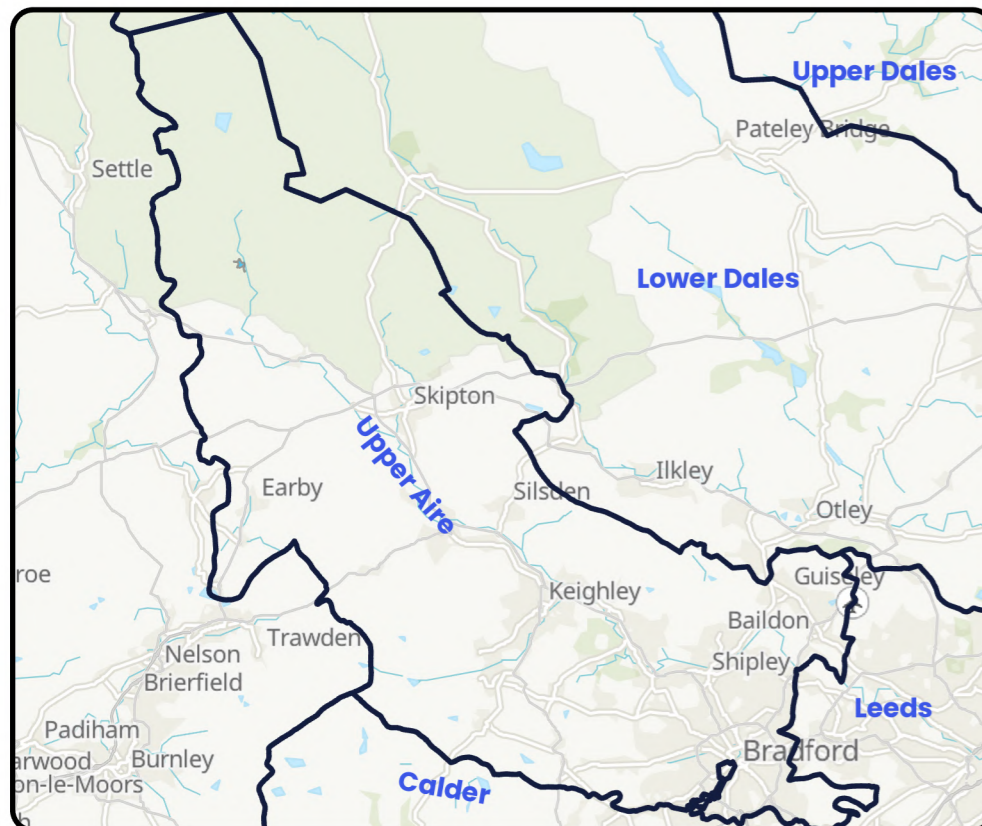 Upper Dales
Pateley Bridge
Settle
Lower Dales
Skipton
Upper Aire
Ilkley
Earby
Silsden
Otley
roe
Guiseley
Keighley
Baildon
Trawden
Nelson
Shipley
Brierfield
Leeds
Padiham
Bradford
arwood
Burnley
on-le-Moors
Calder
h